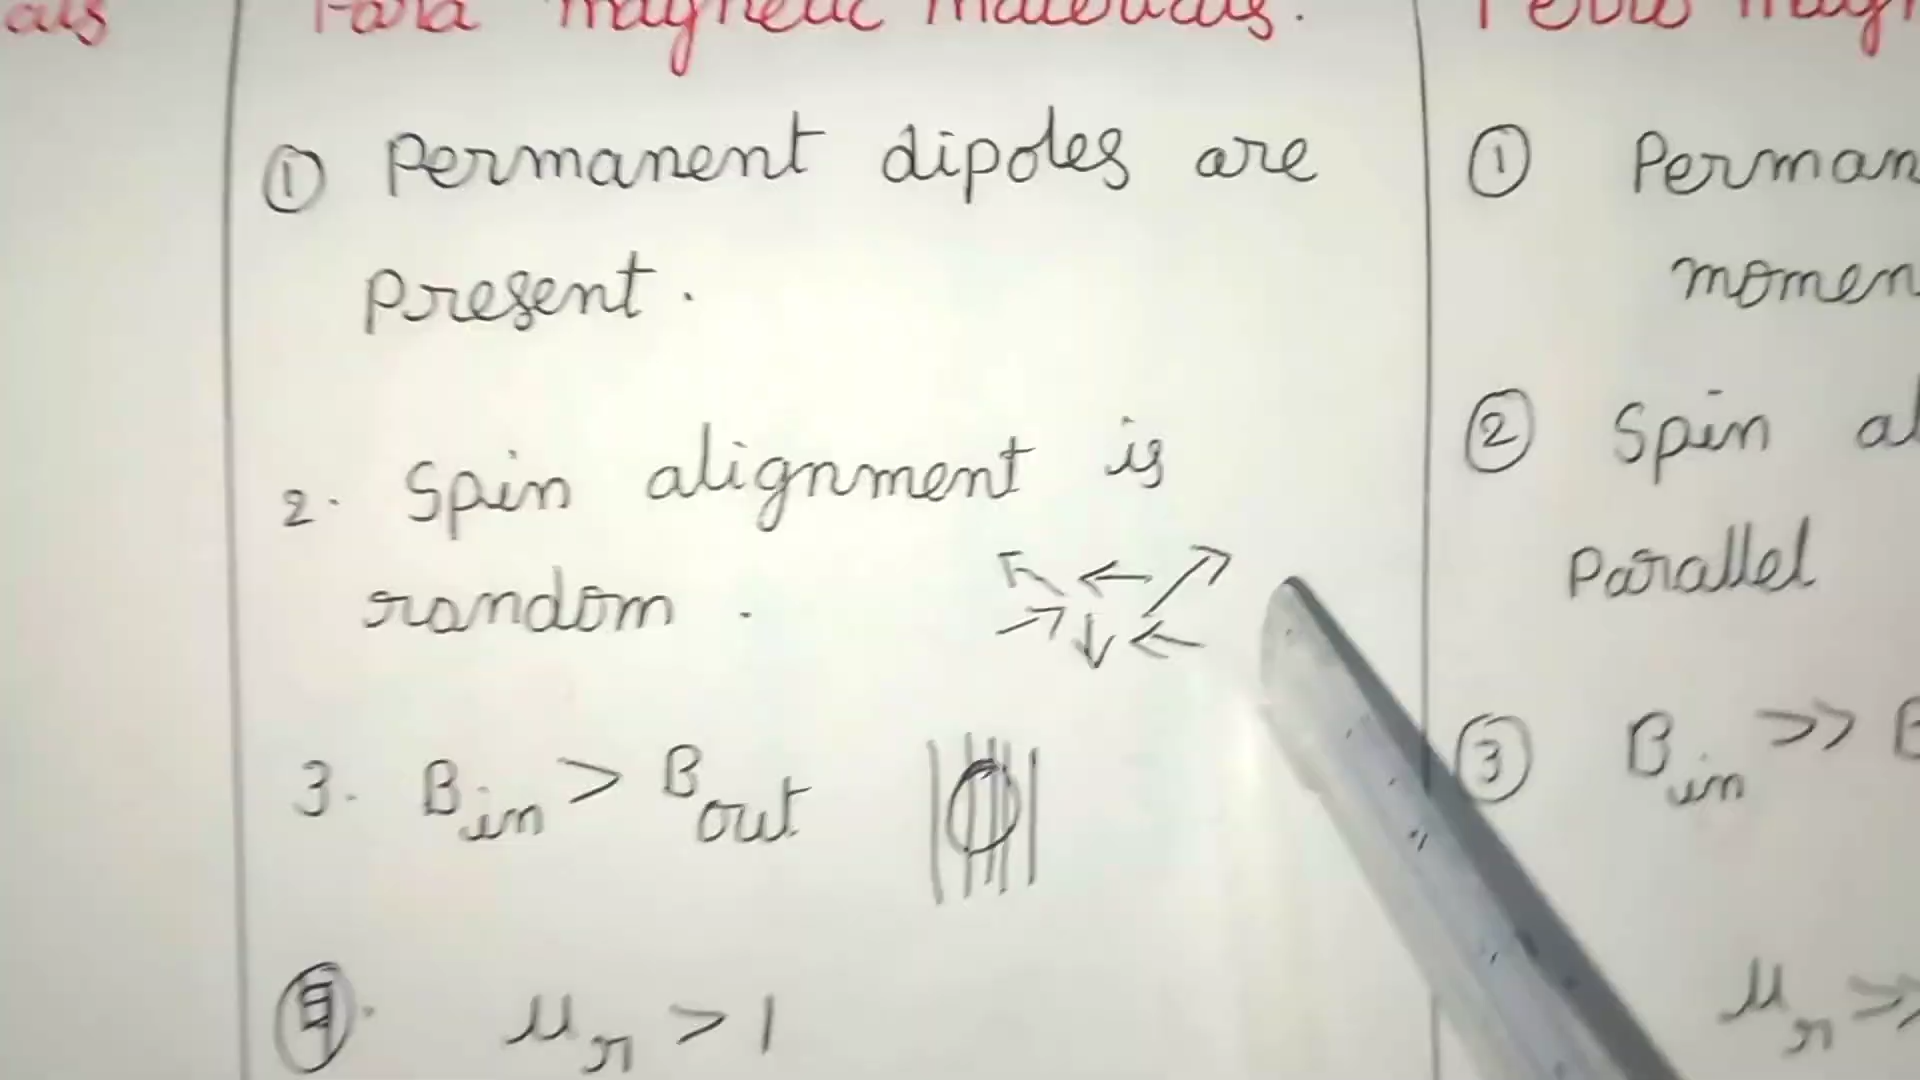 Para magnetic materials.
① Permanent dipoles are
present.
2. Spin alignment is
random.
3. B_in > B_out
④. μ_r > 1
① Perman
momen
② Spin al
Parallel
③ B_in >> B
μ_r >>